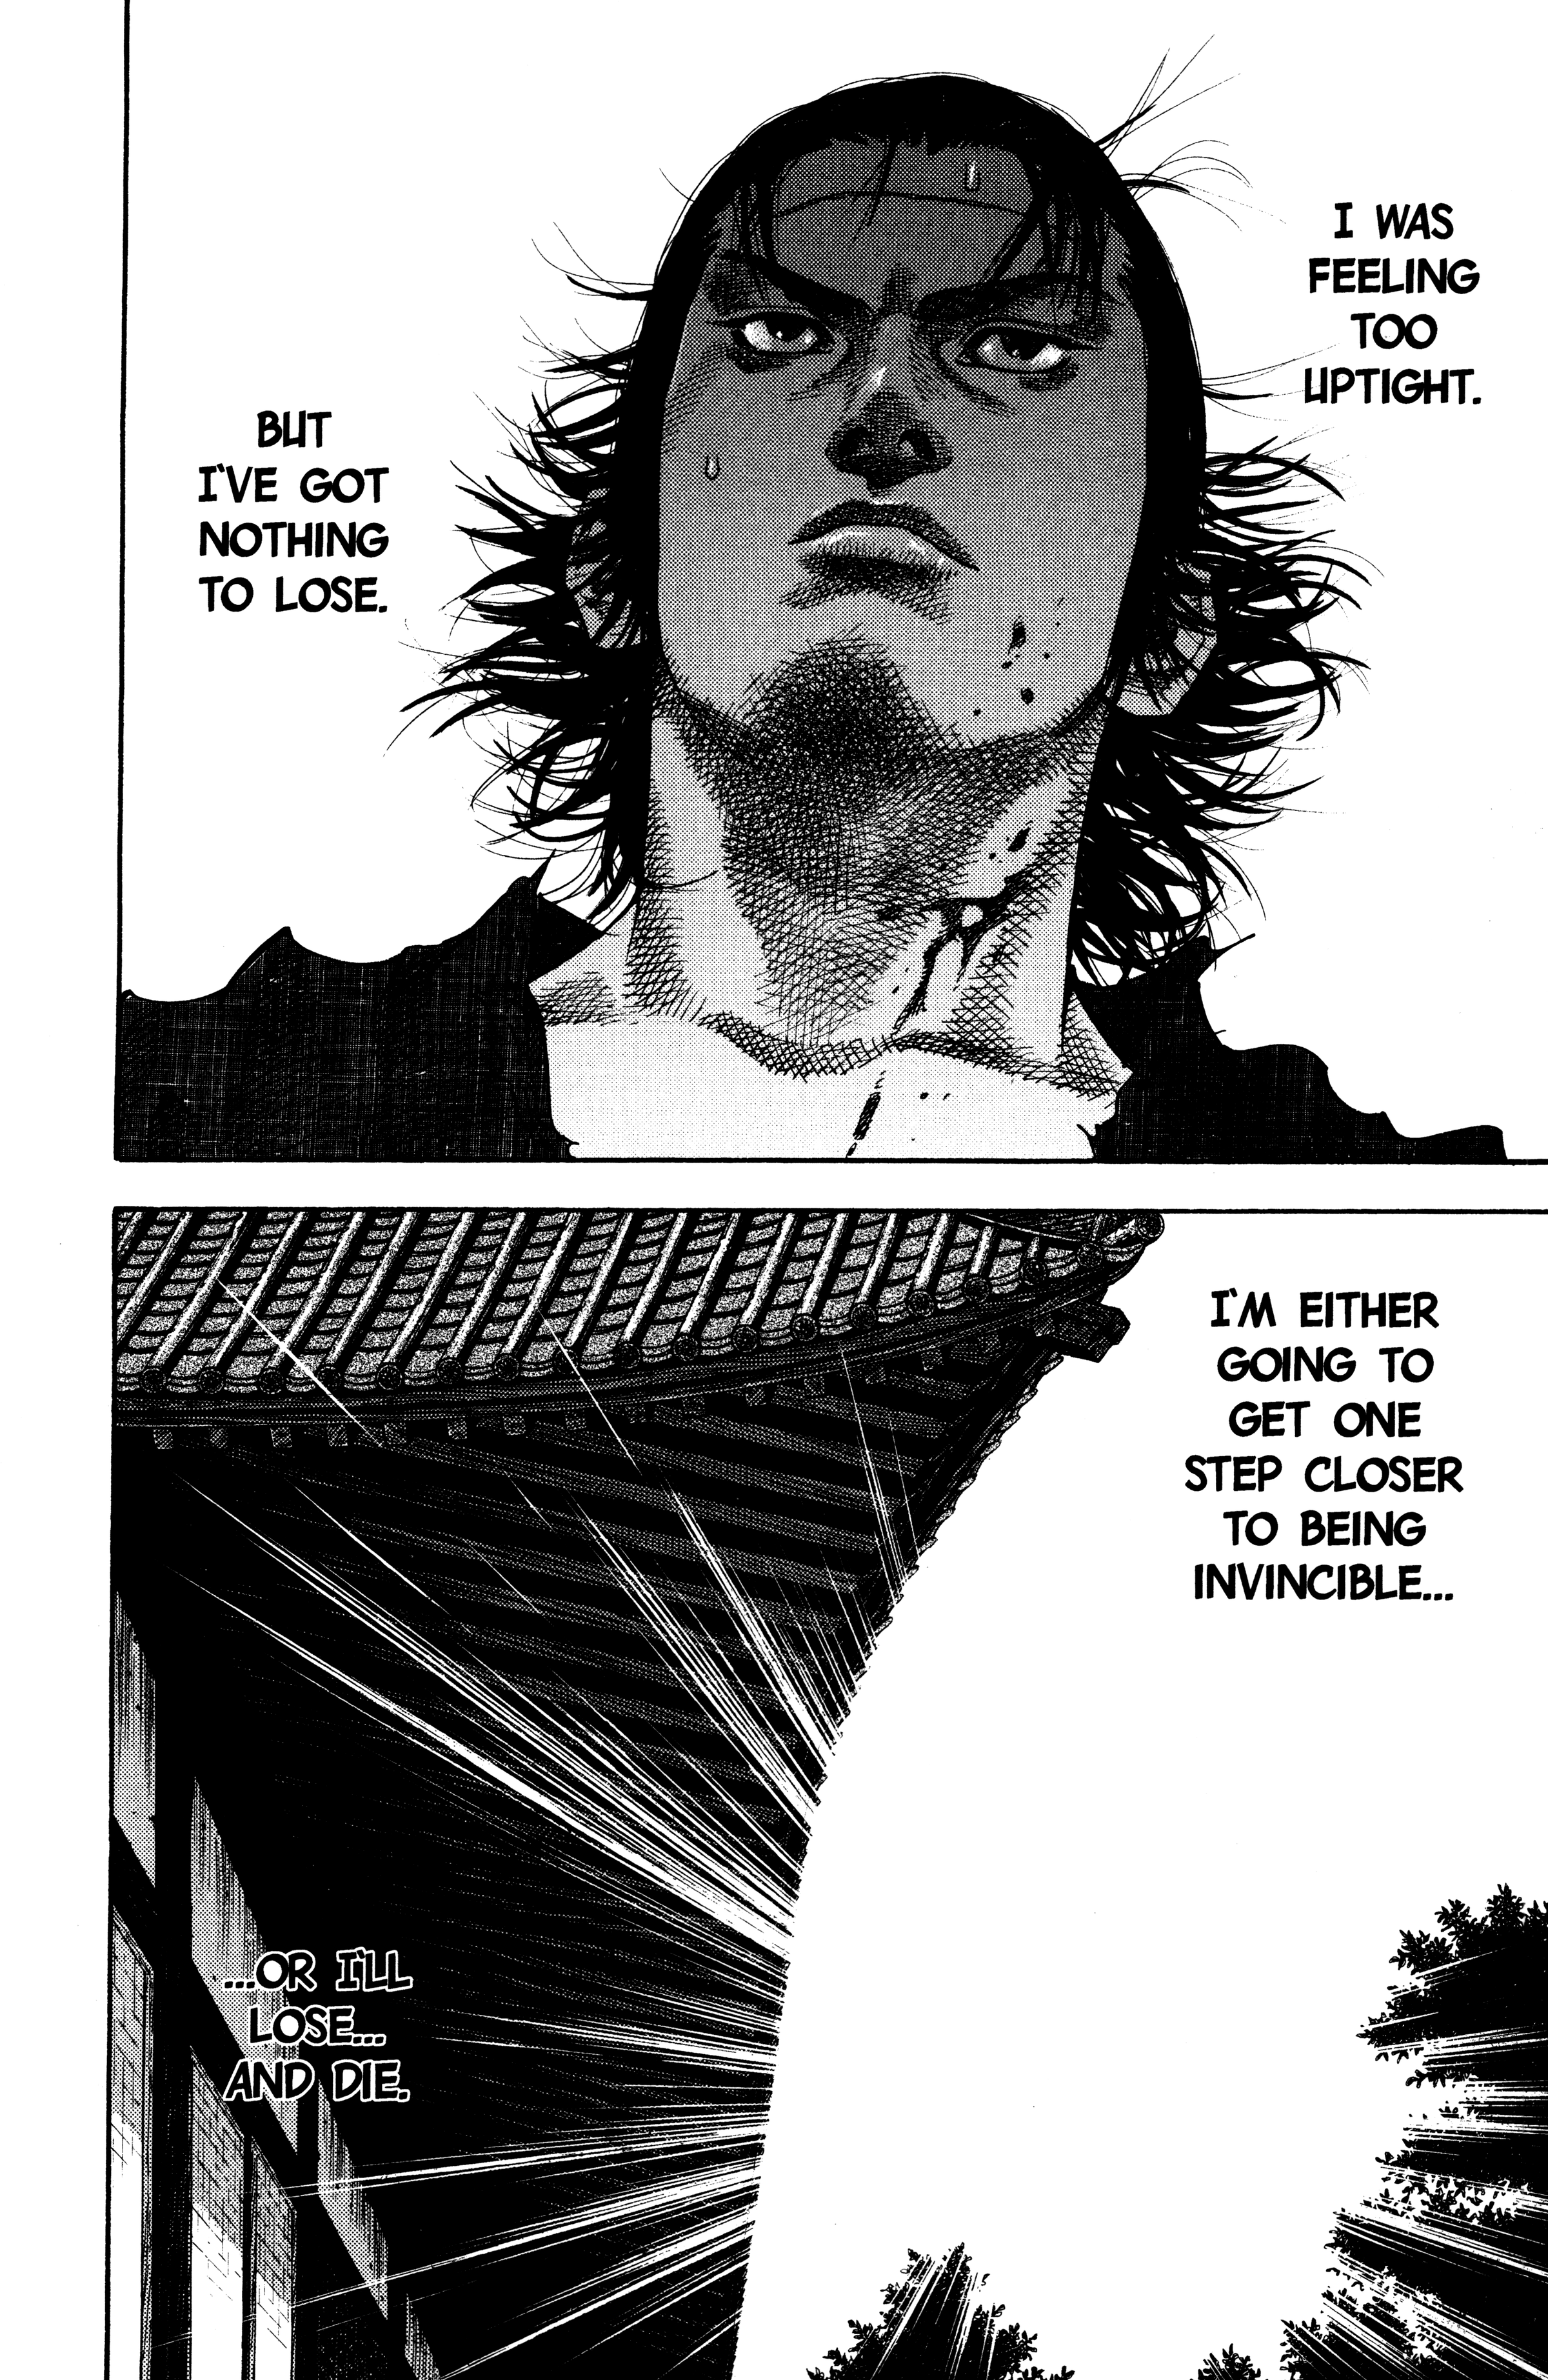 I WAS
FEELING
TOO
UPTIGHT.
BUT
I'VE GOT
NOTHING
TO LOSE.
I'M EITHER
GOING TO
GET ONE
STEP CLOSER
TO BEING
INVINCIBLE...
...OR I'LL
LOSE...
AND DIE.